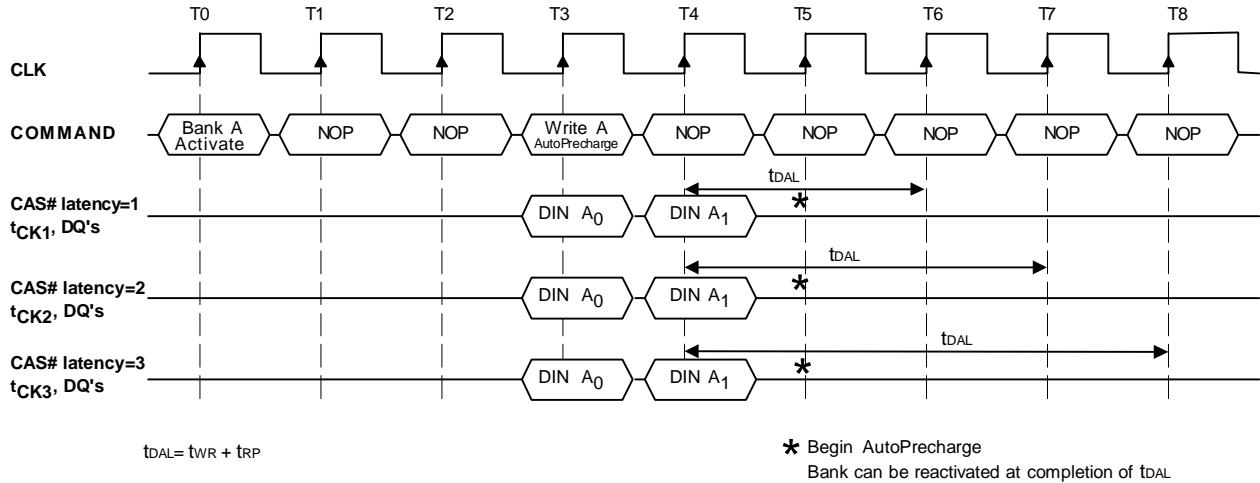 T0 T1 T2 T3 T4 T5 T6 T7 T8
CLK
COMMAND
Bank A Activate
NOP
NOP
Write A AutoPrecharge
NOP
NOP
NOP
NOP
NOP
tDAL
CAS# latency=1
tCK1, DQ's
DIN A0
DIN A1
*
tDAL
CAS# latency=2
tCK2, DQ's
DIN A0
DIN A1
*
tDAL
CAS# latency=3
tCK3, DQ's
DIN A0
DIN A1
*
tDAL= tWR + tRP
* Begin AutoPrecharge
Bank can be reactivated at completion of tDAL